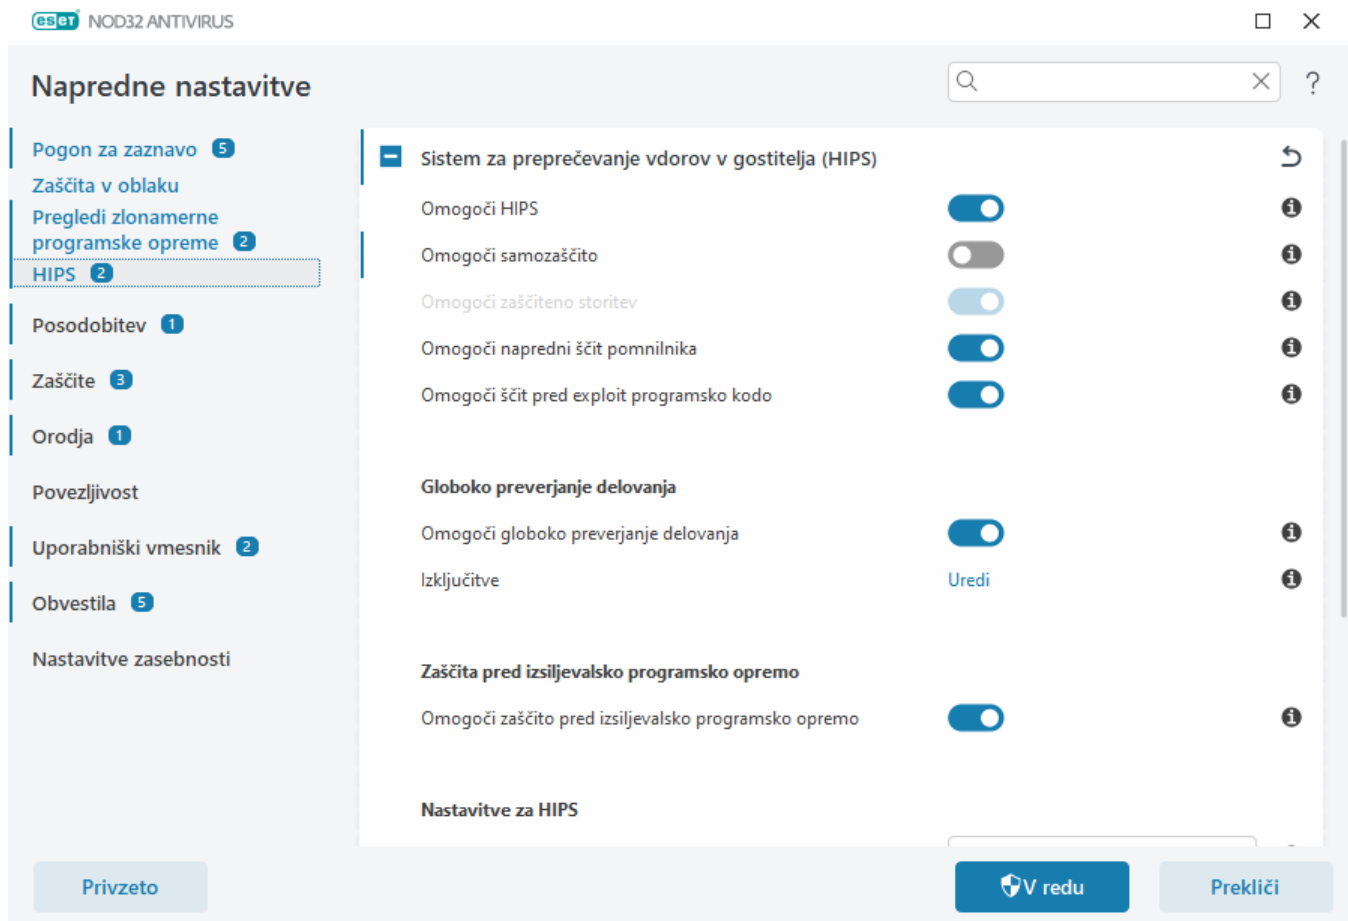 eset NOD32 ANTIVIRUS
Napredne nastavitve
?
Pogon za zaznavo 5
Zaščita v oblaku
Pregledi zlonamerne
programske opreme 2
HIPS 2
Posodobitev 1
Zaščite 3
Orodja 1
Povezljivost
Uporabniški vmesnik 2
Obvestila 5
Nastavitve zasebnosti
Sistem za preprečevanje vdorov v gostitelja (HIPS)
Omogoči HIPS
Omogoči samozaščito
Omogoči zaščiteno storitev
Omogoči napredni ščit pomnilnika
Omogoči ščit pred exploit programsko kodo
Globoko preverjanje delovanja
Omogoči globoko preverjanje delovanja
Izključitve Uredi
Zaščita pred izsiljevalsko programsko opremo
Omogoči zaščito pred izsiljevalsko programsko opremo
Nastavitve za HIPS
Privzeto
V redu
Prekliči